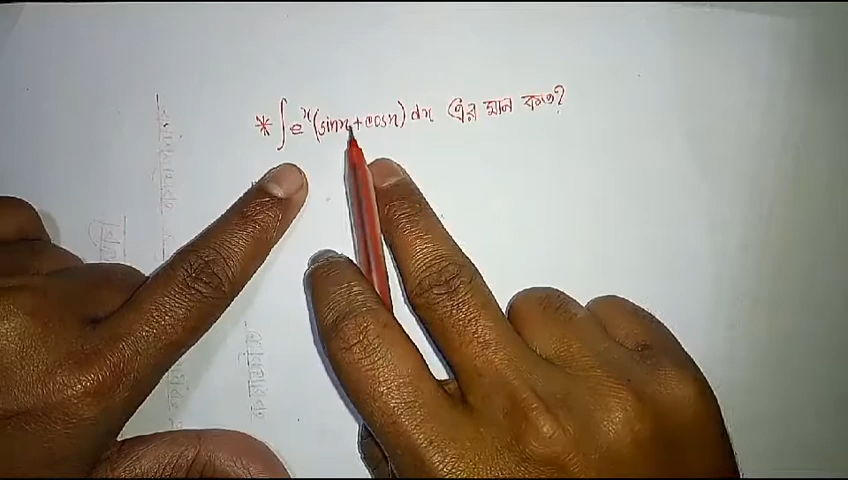 * ∫ eˣ (sinx + cosx) dx এর মান কত?